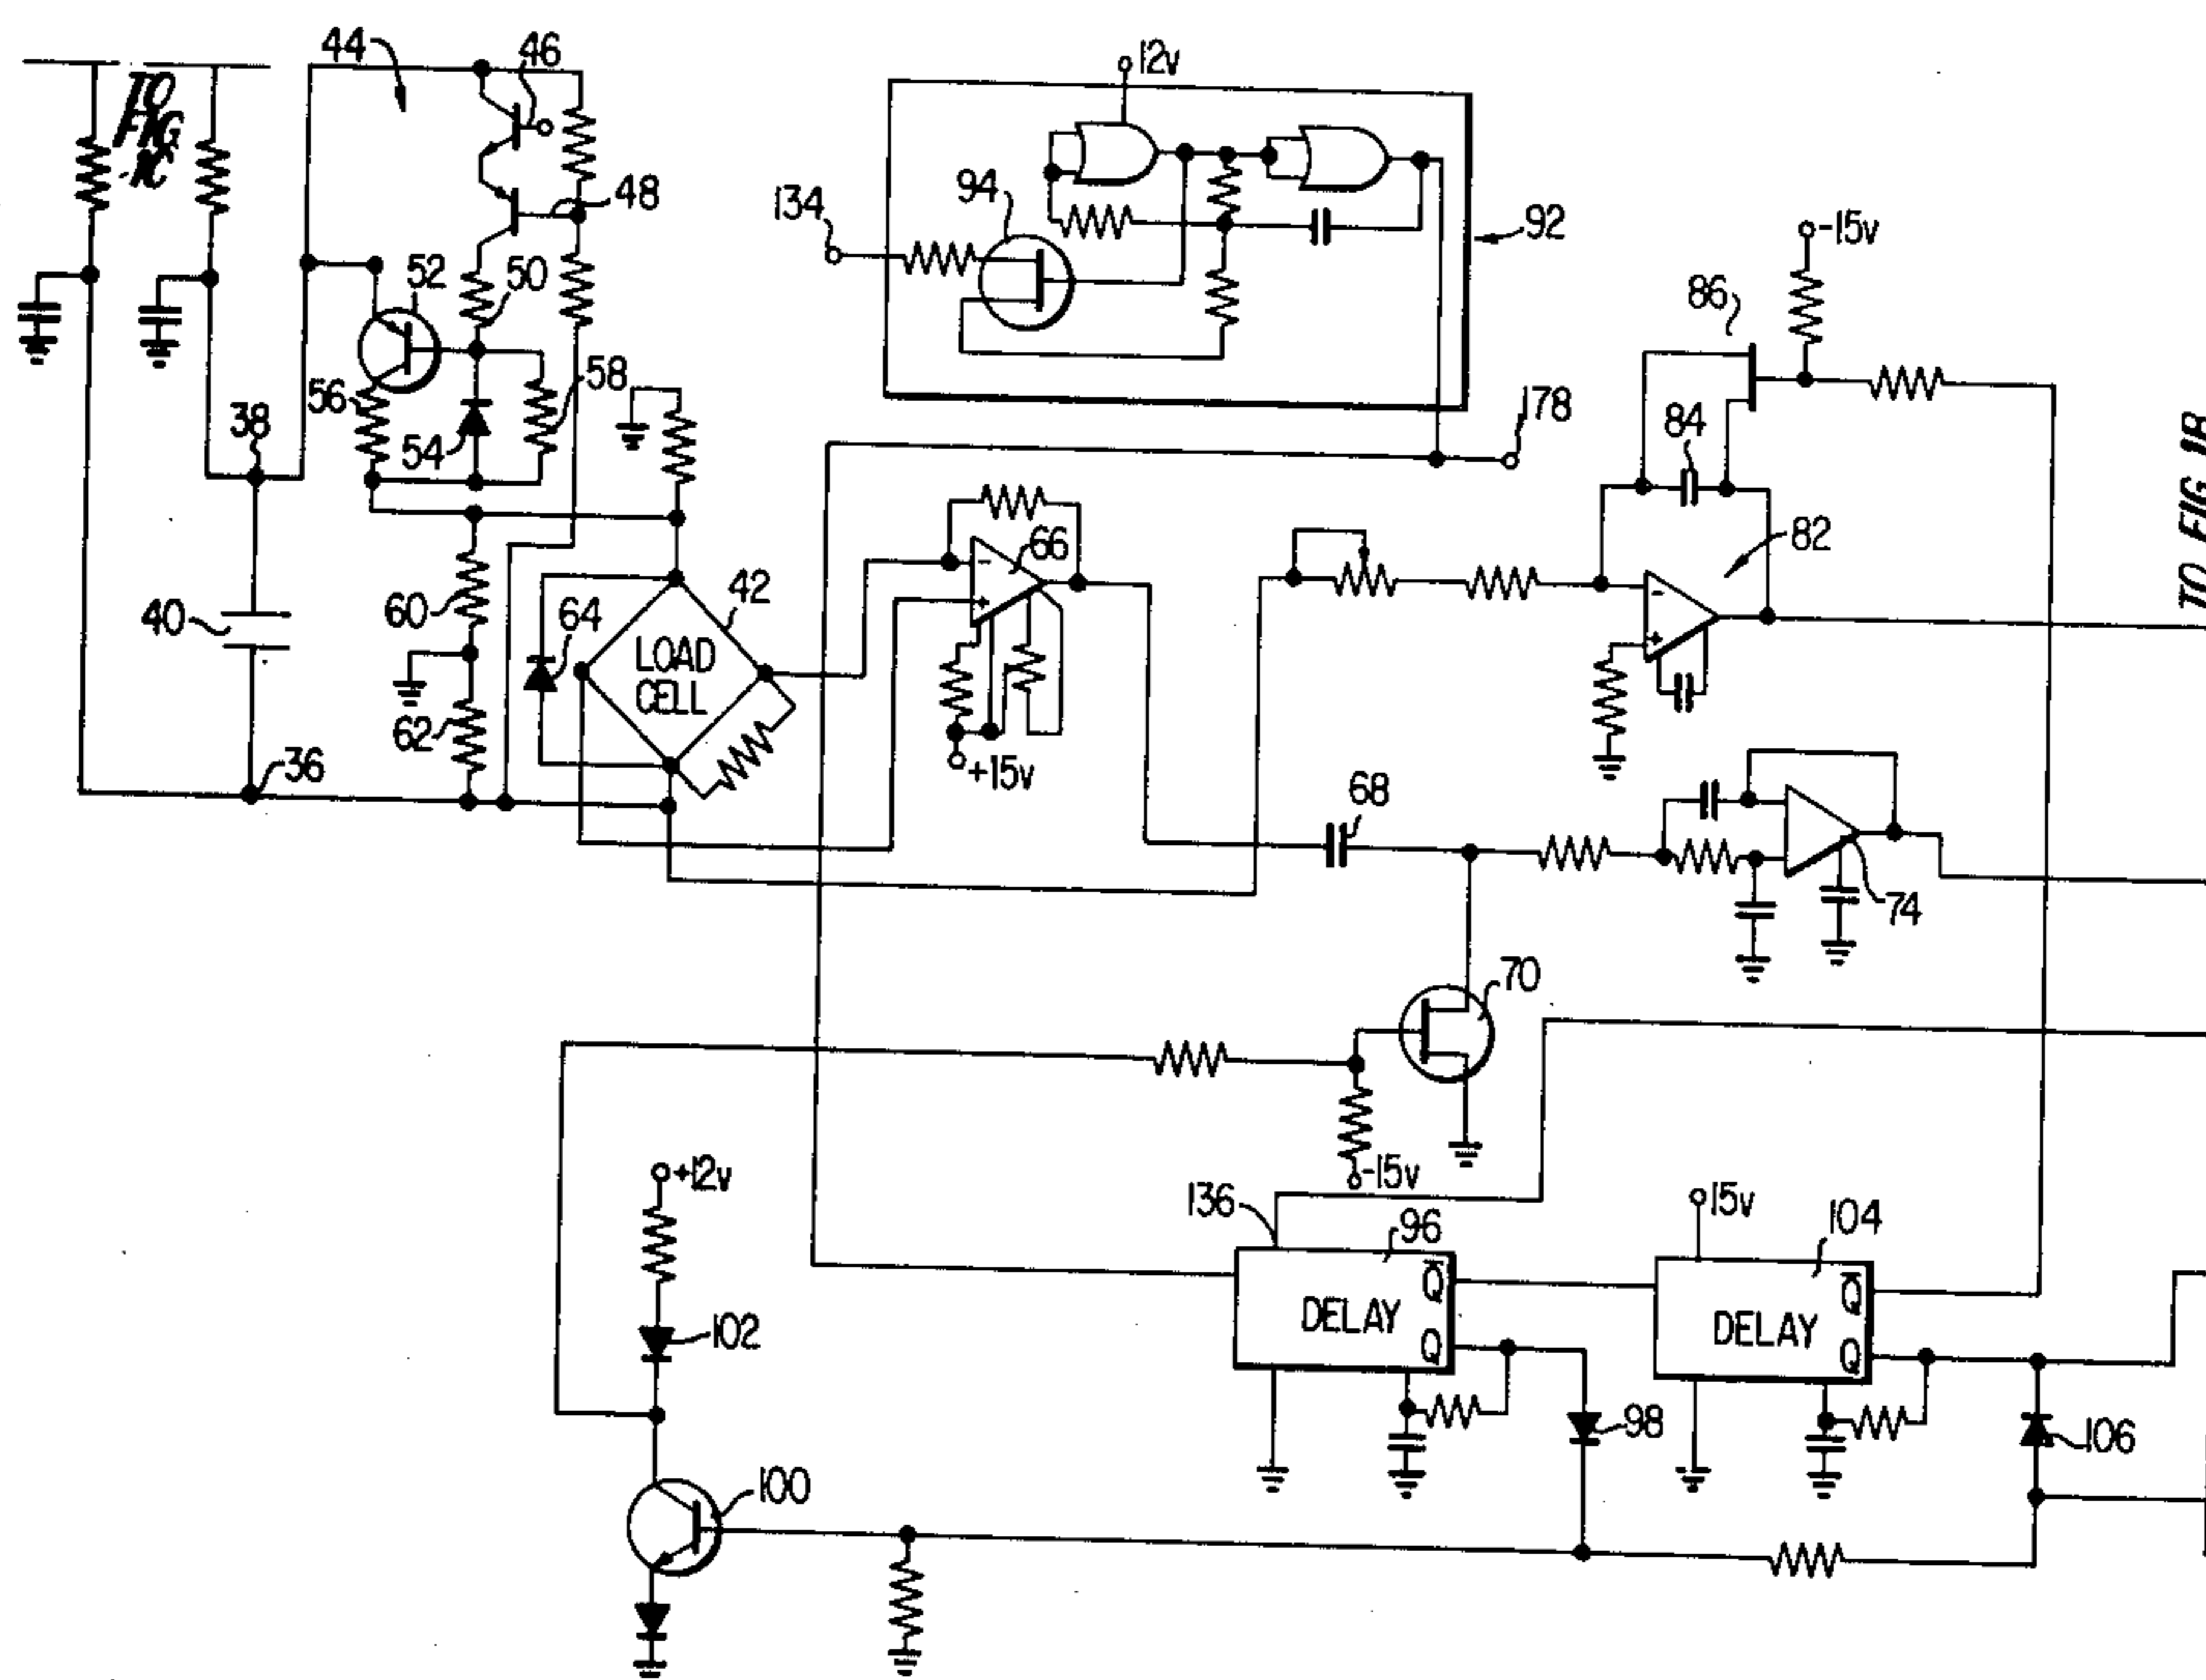 44
46
12v
TO
FIG
-1C
94
48
134
92
-15v
50
52
86
56
58
178
38
54
84
TO FIG 1B
66
82
42
60
64
40
LOAD
CELL
62
36
+15v
68
74
70
+12v
-15v
136
96
15v
104
Q̅
Q̅
DELAY
DELAY
102
Q
Q
98
106
100